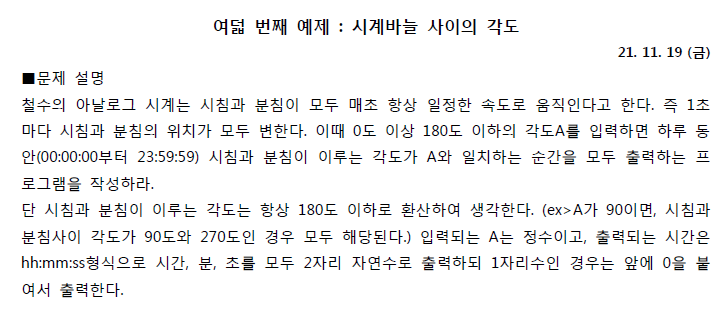 여덟 번째 예제 : 시계바늘 사이의 각도
21. 11. 19 (금)
■문제 설명
철수의 아날로그 시계는 시침과 분침이 모두 매초 항상 일정한 속도로 움직인다고 한다. 즉 1초
마다 시침과 분침의 위치가 모두 변한다. 이때 0도 이상 180도 이하의 각도A를 입력하면 하루 동
안(00:00:00부터 23:59:59) 시침과 분침이 이루는 각도가 A와 일치하는 순간을 모두 출력하는 프
로그램을 작성하라.
단 시침과 분침이 이루는 각도는 항상 180도 이하로 환산하여 생각한다. (ex>A가 90이면, 시침과
분침사이 각도가 90도와 270도인 경우 모두 해당된다.) 입력되는 A는 정수이고, 출력되는 시간은
hh:mm:ss형식으로 시간, 분, 초를 모두 2자리 자연수로 출력하되 1자리수인 경우는 앞에 0을 붙
여서 출력한다.